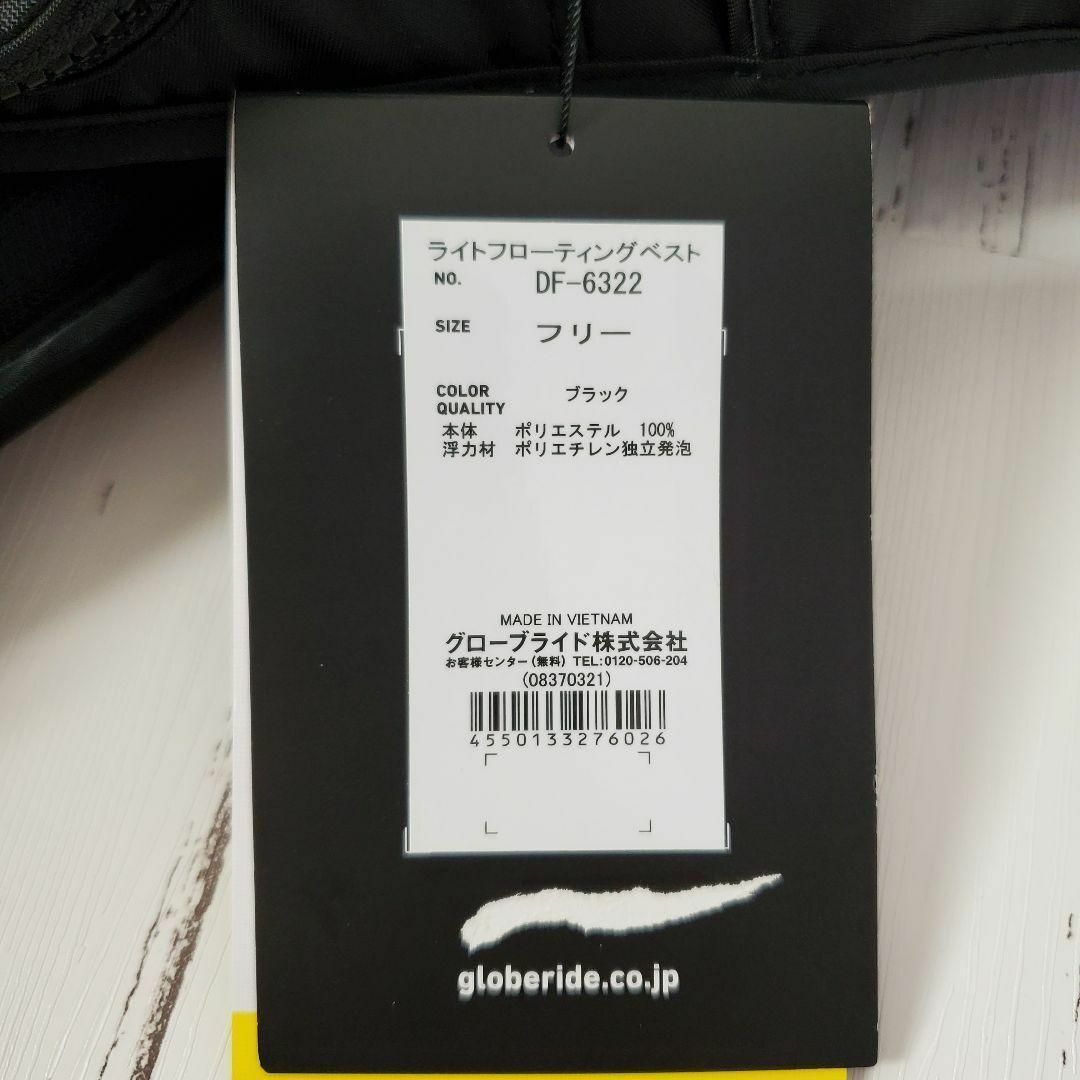 ライトフローティングベスト
NO. DF-6322
SIZE フリー
COLOR ブラック
QUALITY
本体 ポリエステル 100%
浮力材 ポリエチレン独立発泡
MADE IN VIETNAM
グローブライド株式会社
お客様センター(無料) TEL:0120-506-204
(08370321)
4550133276026
globeride.co.jp